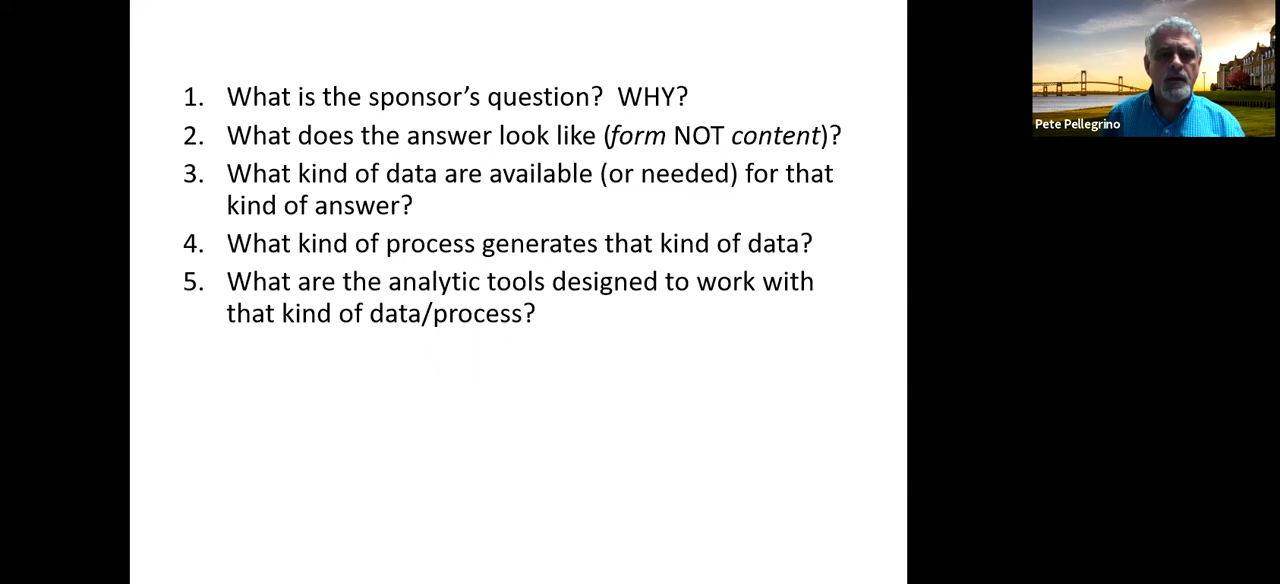 1. What is the sponsor’s question?  WHY?
2. What does the answer look like (form NOT content)?
3. What kind of data are available (or needed) for that
kind of answer?
4. What kind of process generates that kind of data?
5. What are the analytic tools designed to work with
that kind of data/process?
Pete Pellegrino